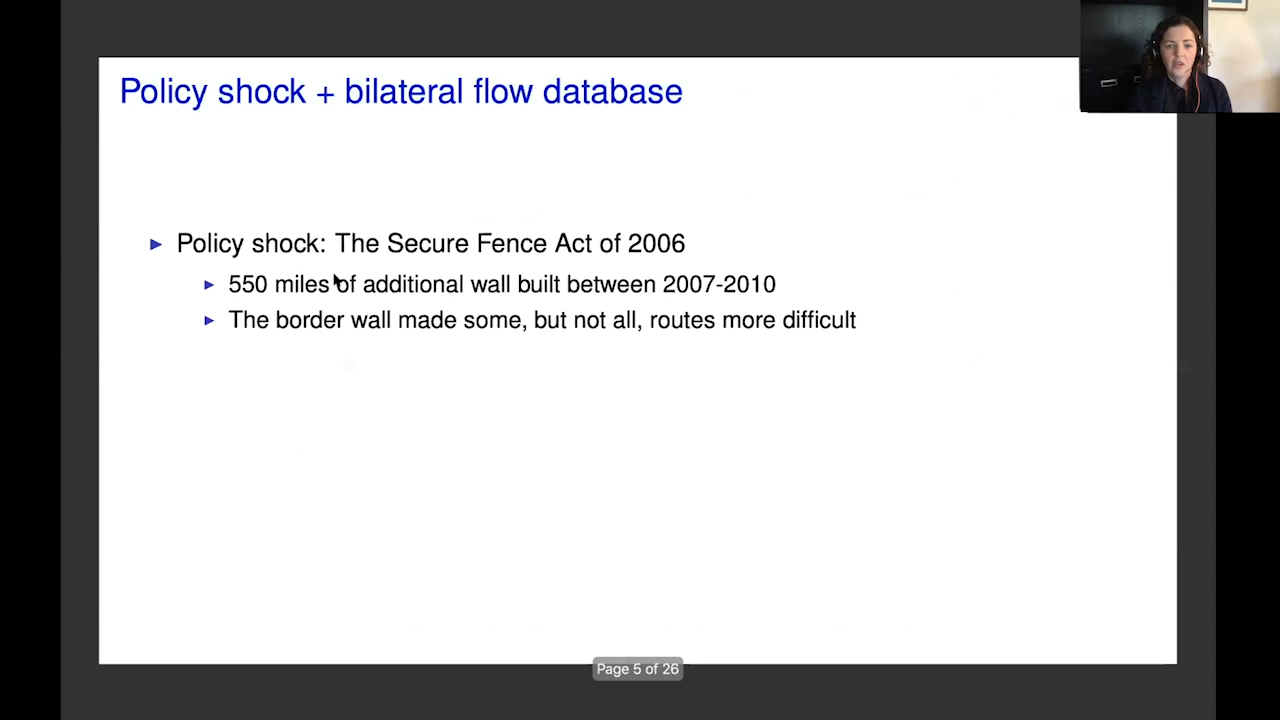 Policy shock + bilateral flow database
► Policy shock: The Secure Fence Act of 2006
► 550 miles of additional wall built between 2007-2010
► The border wall made some, but not all, routes more difficult
Page 5 of 26